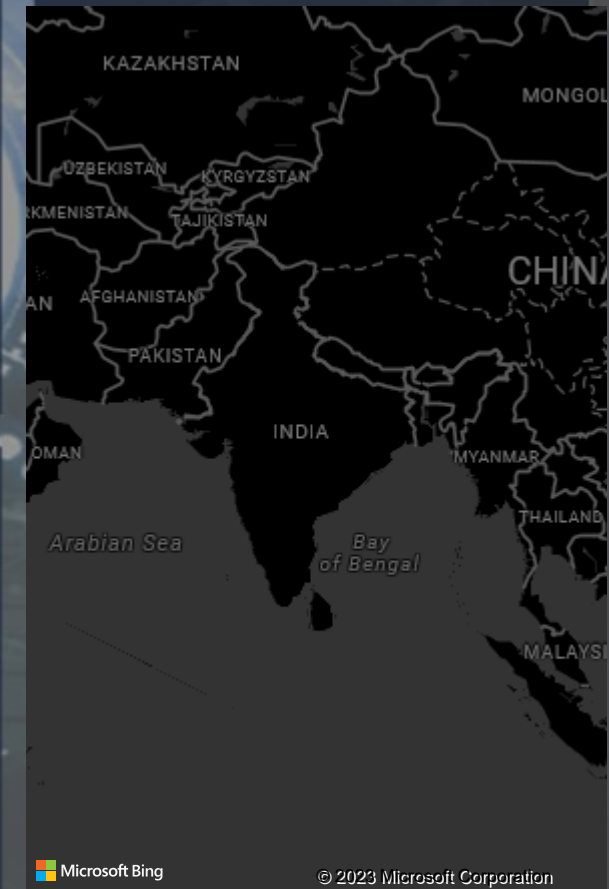 KAZAKHSTAN
MONGOL
UZBEKISTAN
KYRGYZSTAN
RKMENISTAN
TAJIKISTAN
CHINA
AN
AFGHANISTAN
PAKISTAN
INDIA
OMAN
MYANMAR
THAILAND
Arabian Sea
Bay
of Bengal
MALAYSI
Microsoft Bing
© 2023 Microsoft Corporation